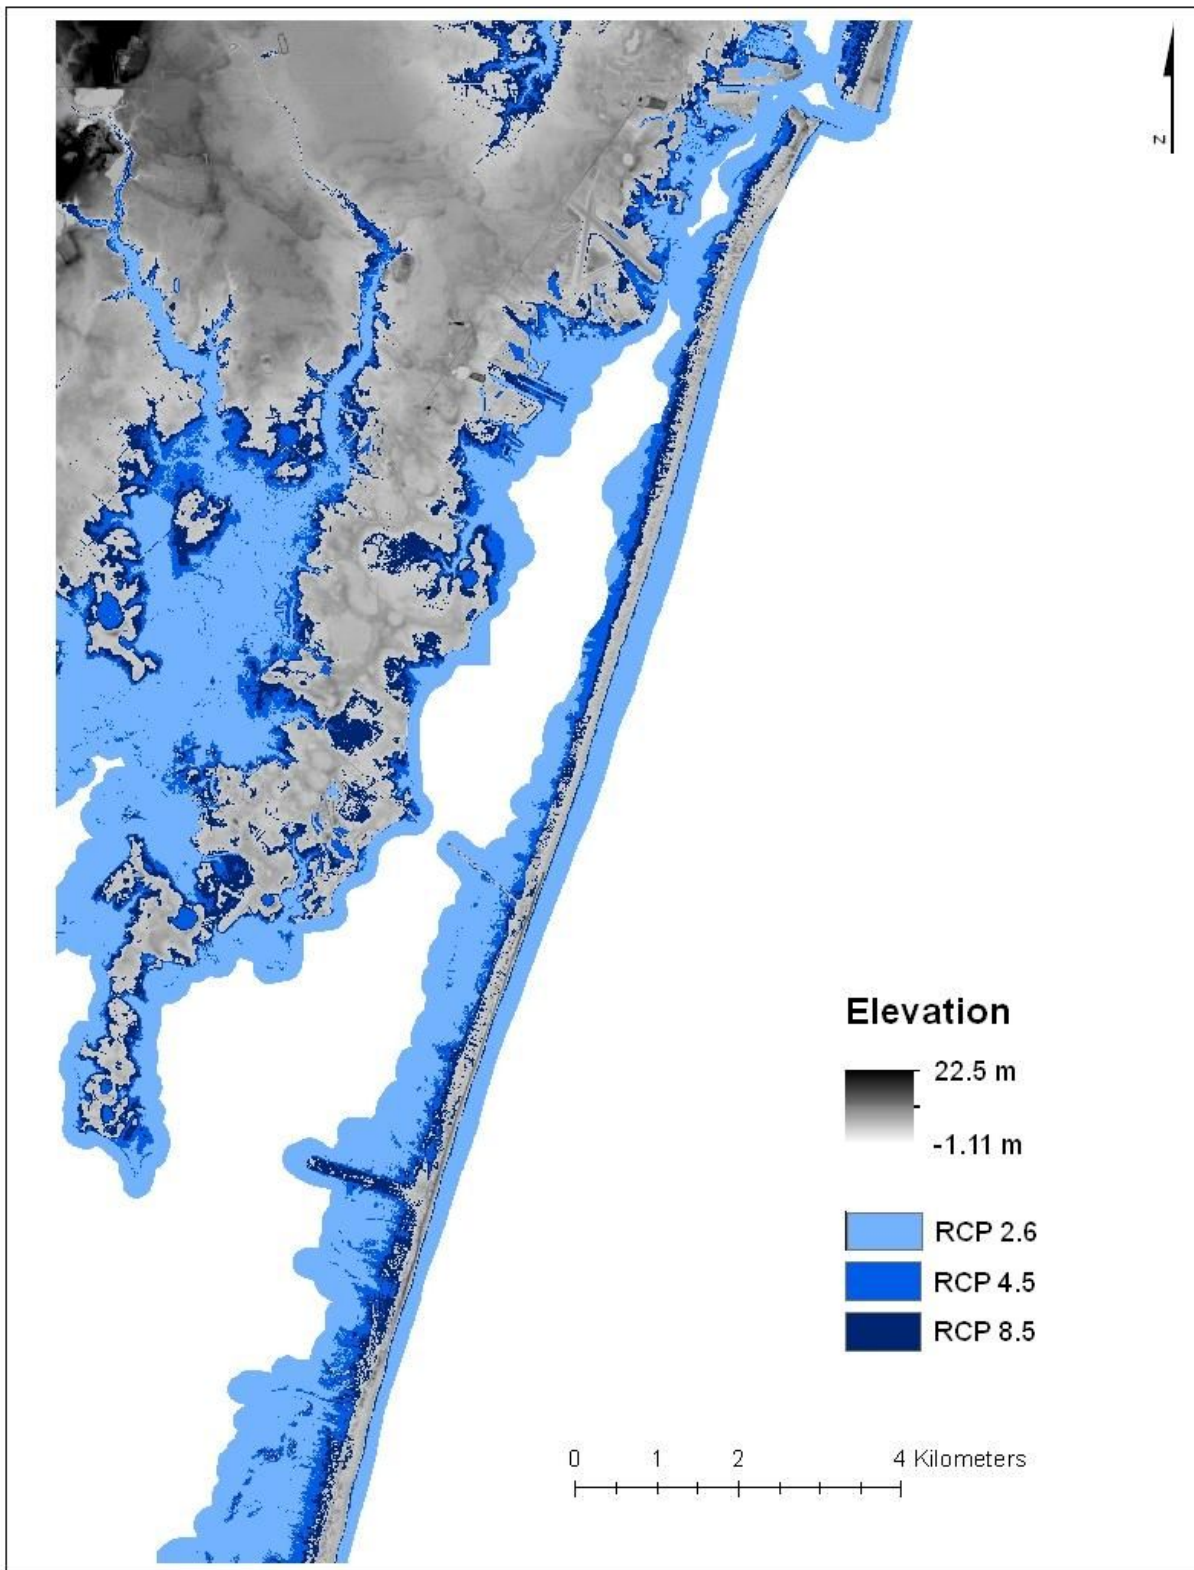 N
Elevation
22.5 m
-1.11 m
RCP 2.6
RCP 4.5
RCP 8.5
0 1 2 4 Kilometers